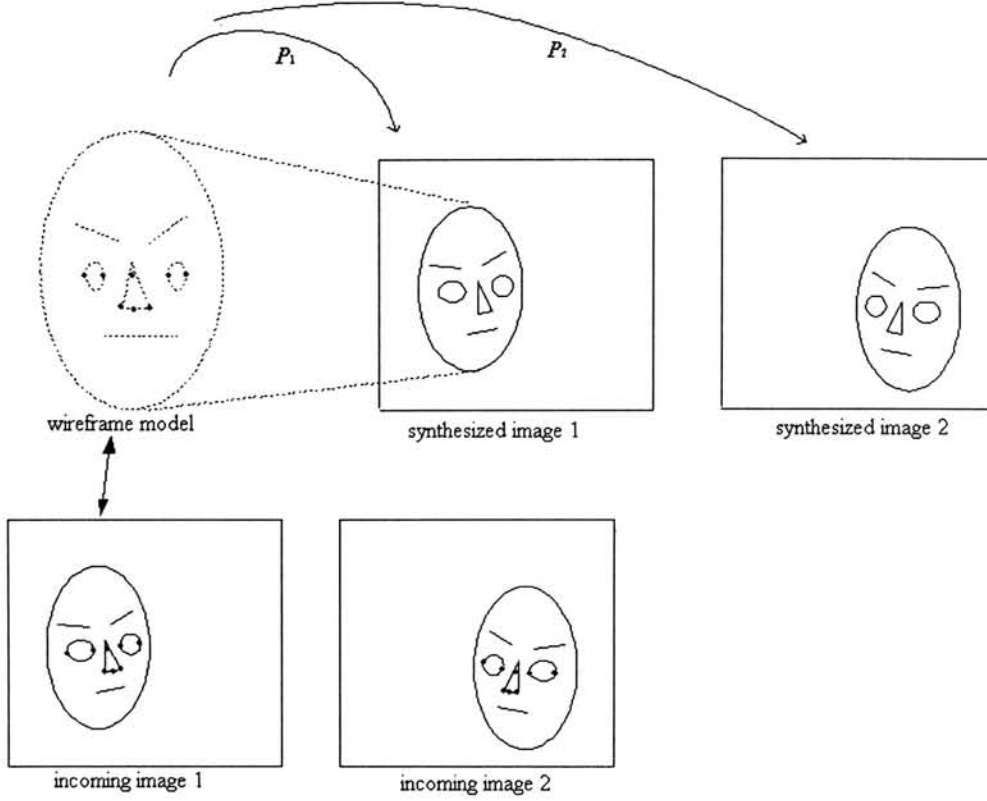 P₁
P₂
wireframe model
synthesized image 1
synthesized image 2
incoming image 1
incoming image 2